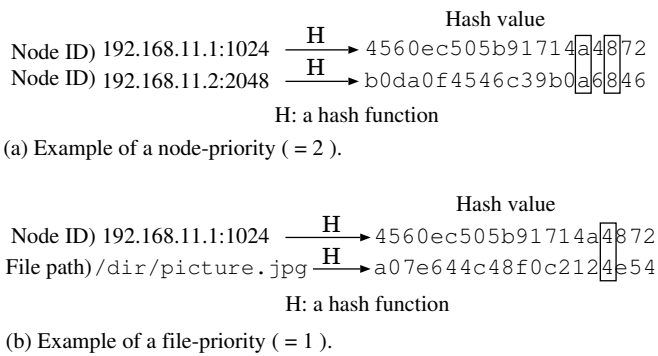 Hash value
Node ID) 192.168.11.1:1024 H 4560ec505b91714a4872
Node ID) 192.168.11.2:2048 H b0da0f4546c39b0a6846
H: a hash function
(a) Example of a node-priority ( = 2 ).
Hash value
Node ID) 192.168.11.1:1024 H 4560ec505b91714a4872
File path) /dir/picture.jpg H a07e644c48f0c2124e54
H: a hash function
(b) Example of a file-priority ( = 1 ).